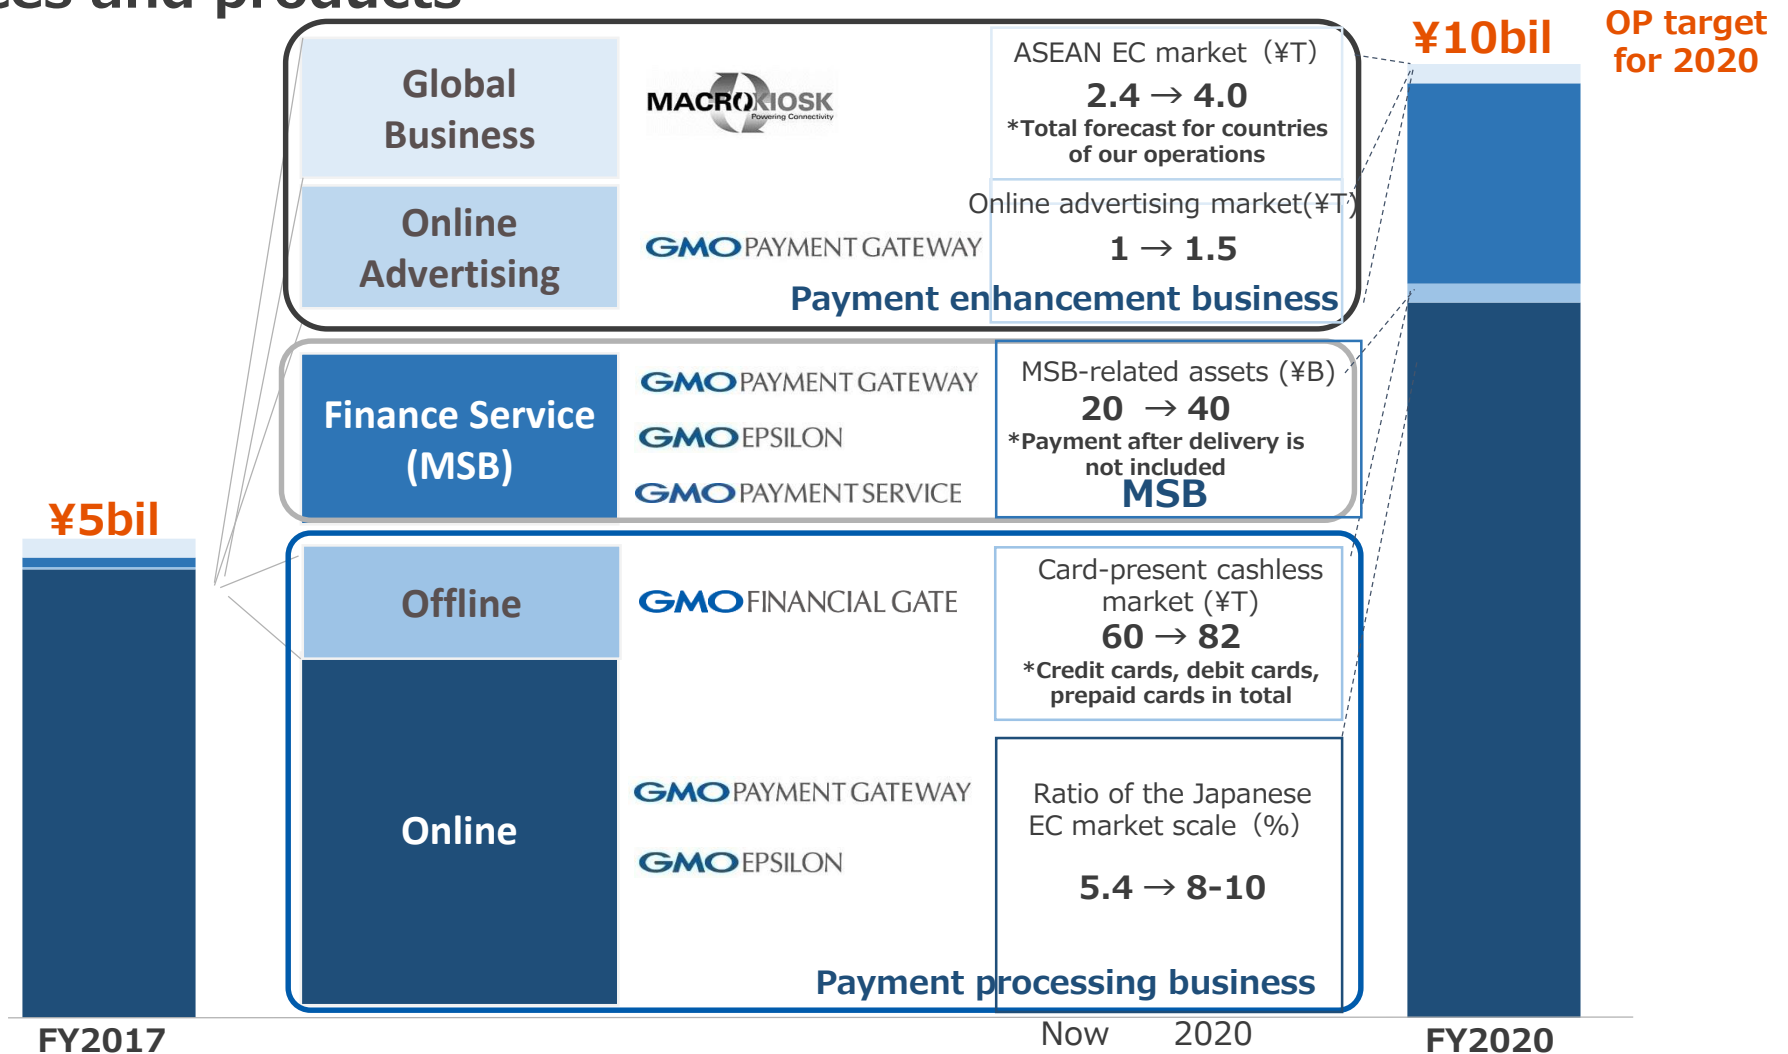 ces and products
¥10bil
OP target
for 2020
Global
Business
MACROKIOSK
Powering Connectivity
ASEAN EC market（¥T）
2.4 → 4.0
*Total forecast for countries
of our operations
Online
Advertising
GMO PAYMENT GATEWAY
Online advertising market(¥T)
1 → 1.5
Payment enhancement business
Finance Service
(MSB)
GMO PAYMENT GATEWAY
GMO EPSILON
GMO PAYMENT SERVICE
MSB-related assets (¥B)
20 → 40
*Payment after delivery is
not included
MSB
¥5bil
Offline
GMO FINANCIAL GATE
Card-present cashless
market (¥T)
60 → 82
*Credit cards, debit cards,
prepaid cards in total
Online
GMO PAYMENT GATEWAY
GMO EPSILON
Ratio of the Japanese
EC market scale（%）
5.4 → 8-10
Payment processing business
FY2017
Now 2020
FY2020